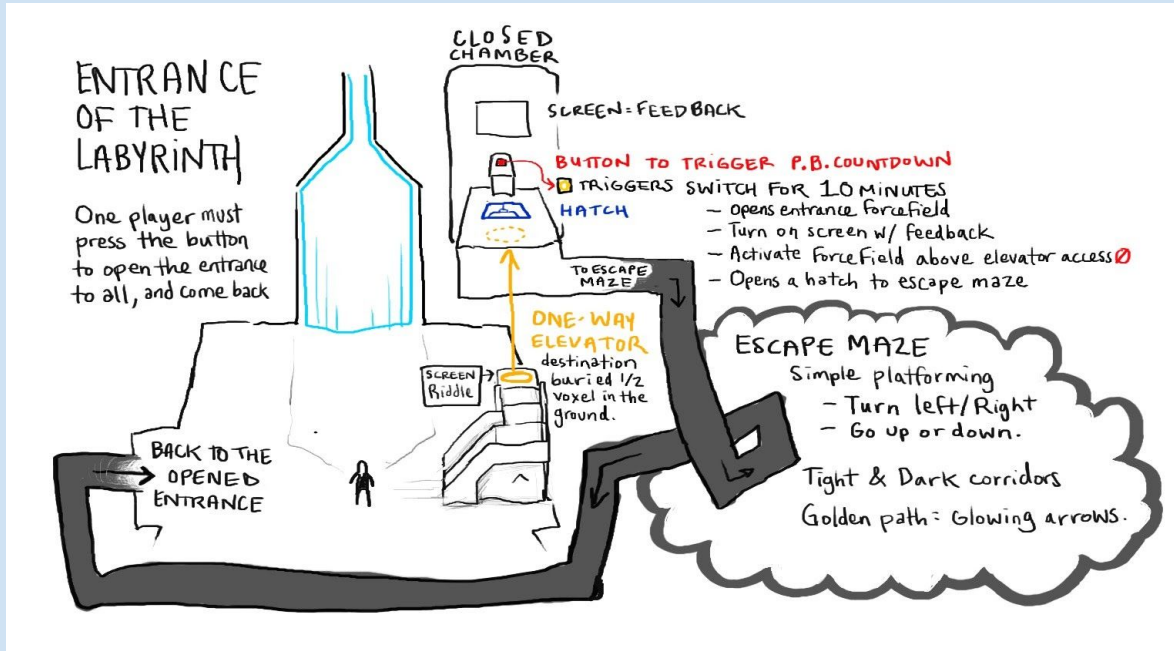 ENTRANCE
OF THE
LABYRINTH
One player must
press the button
to open the entrance
to all, and come back
CLOSED
CHAMBER
SCREEN = FEEDBACK
BUTTON TO TRIGGER P.B. COUNTDOWN
TRIGGERS SWITCH FOR 10 MINUTES
- Opens entrance forcefield
- Turn on screen w/ feedback
- Activate ForceField above elevator access
- Opens a hatch to escape maze
HATCH
TO ESCAPE
MAZE
ONE-WAY
ELEVATOR
destination
buried 1/2
voxel in the
ground.
SCREEN
Riddle
BACK TO THE
OPENED
ENTRANCE
ESCAPE MAZE
Simple platforming
- Turn left/Right
- Go up or down.
Tight & Dark corridors
Golden path = Glowing arrows.